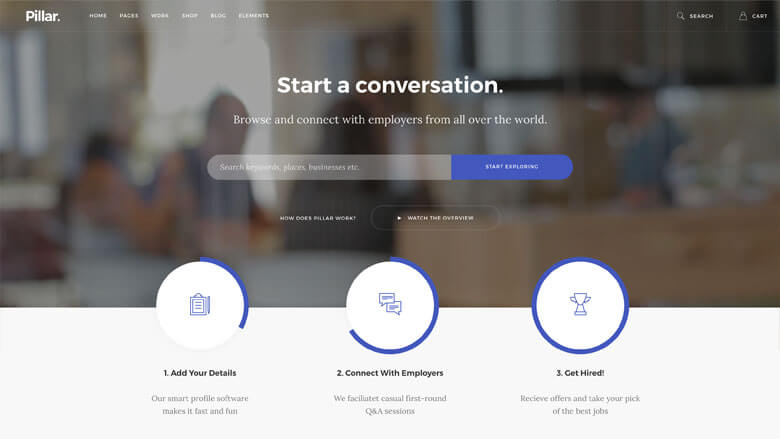 Pillar.
HOME PAGES WORK SHOP BLOG ELEMENTS
SEARCH CART
Start a conversation.
Browse and connect with employers from all over the world.
Search keywords, places, businesses etc.
START EXPLORING
HOW DOES PILLAR WORK?
WATCH THE OVERVIEW
1. Add Your Details
Our smart profile software
makes it fast and fun
2. Connect With Employers
We faciliatet casual first-round
Q&A sessions
3. Get Hired!
Recieve offers and take your pick
of the best jobs